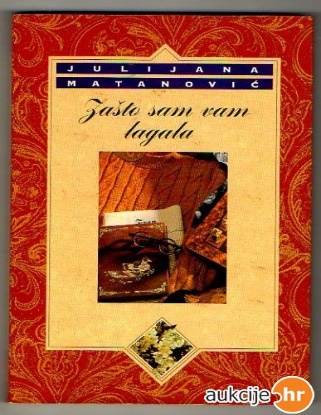 JULIJANA
MATANOVIĆ
Zašto sam vam
lagala
aukcije.hr